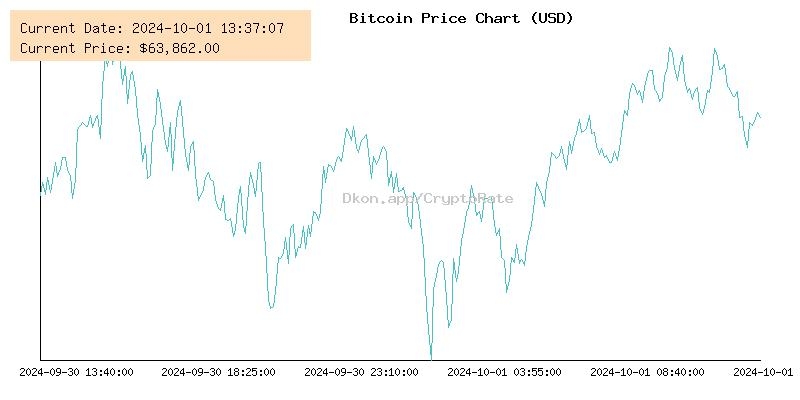 Bitcoin Price Chart (USD)
Current Date: 2024-10-01 13:37:07
Current Price: $63,862.00
Dkon.app/CryptoRate
2024-09-30 13:40:00 2024-09-30 18:25:00 2024-09-30 23:10:00 2024-10-01 03:55:00 2024-10-01 08:40:00 2024-10-01